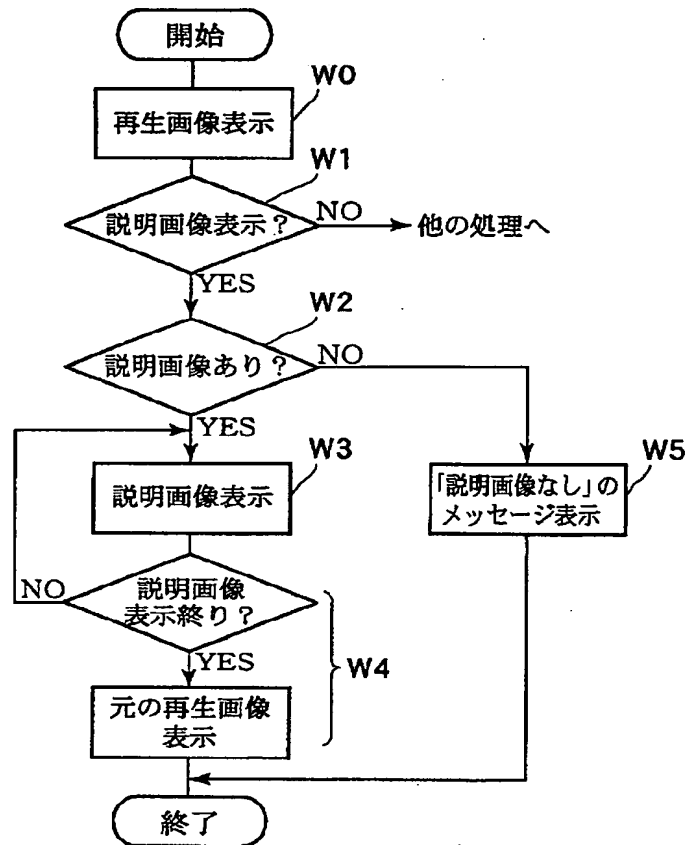 開始
W0
再生画像表示
W1
説明画像表示？
NO
他の処理へ
YES
W2
説明画像あり？
NO
YES
W3
説明画像表示
W5
「説明画像なし」の
メッセージ表示
NO
説明画像
表示終り？
YES
W4
元の再生画像
表示
終了